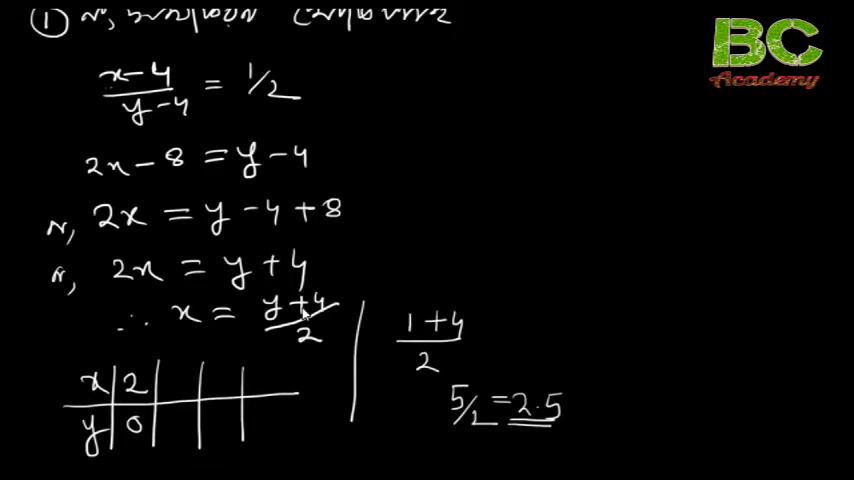 ①
BC
Academy
x-4/y-4 = 1/2
2x - 8 = y - 4
2x = y - 4 + 8
2x = y + 4
∴ x = y+4/2
1+4/2
5/2 = 2.5
x 2
y 0